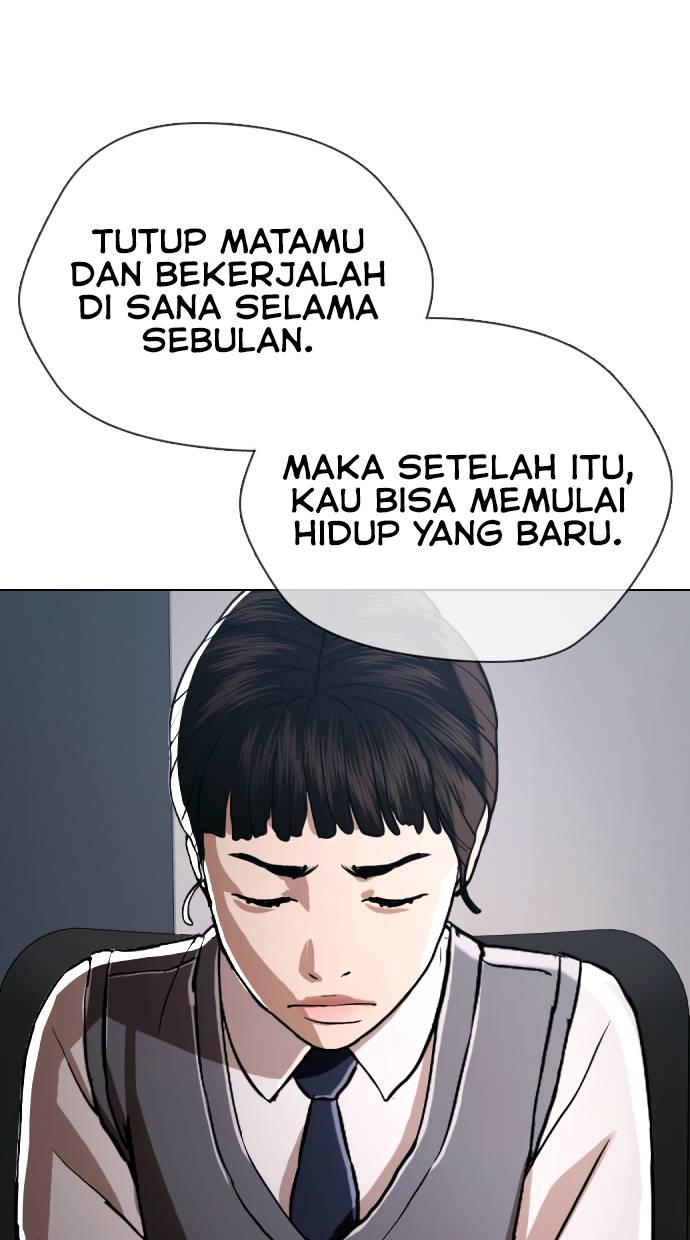 TUTUP MATAMU
DAN BEKERJALAH
DI SANA SELAMA
SEBULAN.
MAKA SETELAH ITU,
KAU BISA MEMULAI
HIDUP YANG BARU.